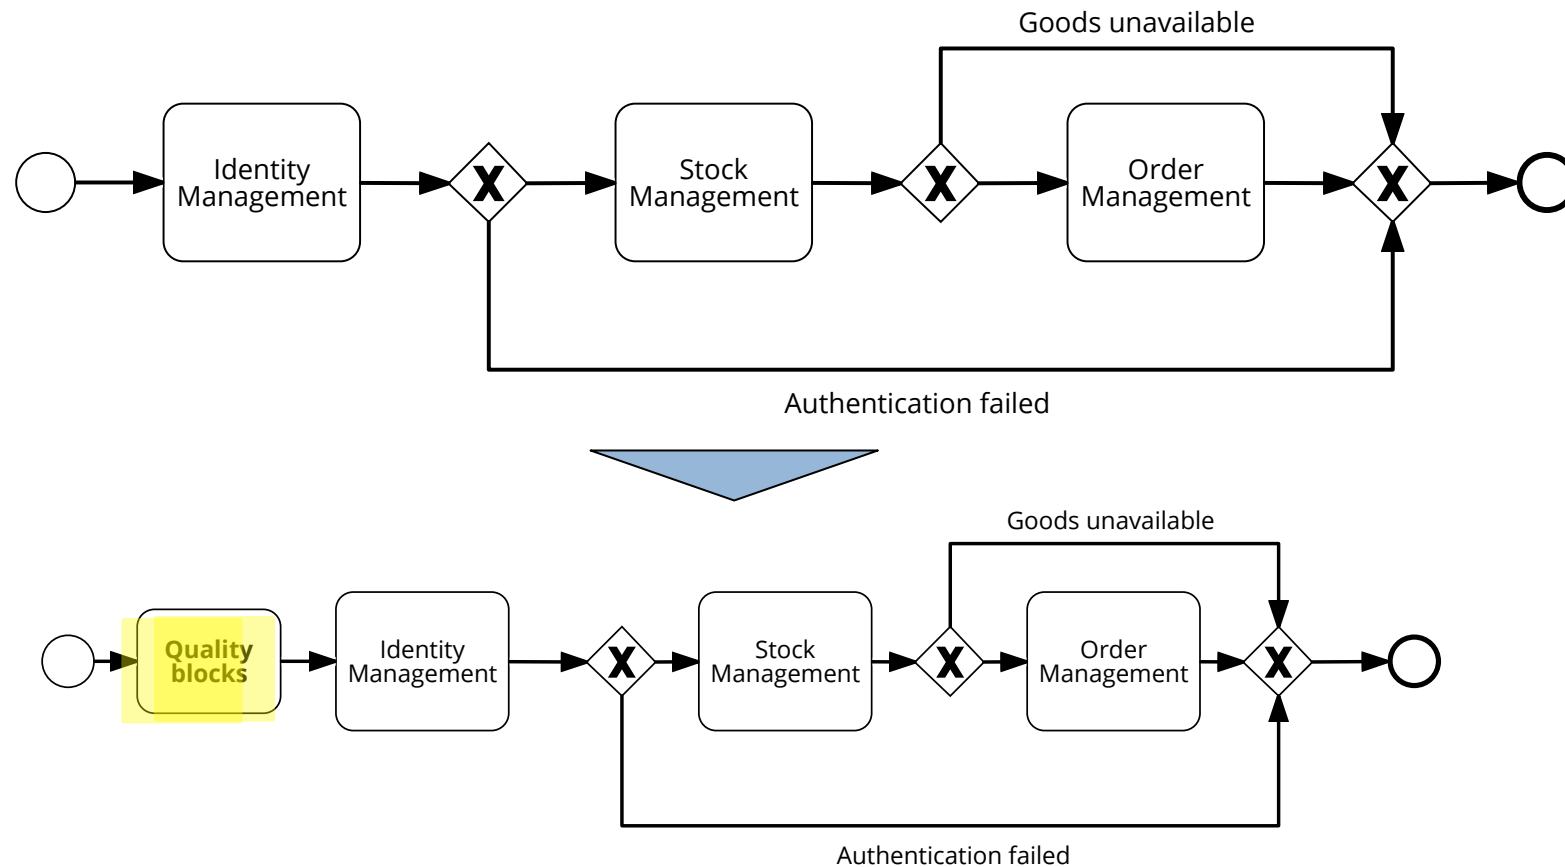 Goods unavailable
Identity
Management
X
Stock
Management
X
Order
Management
X
Authentication failed
Goods unavailable
Quality
blocks
Identity
Management
X
Stock
Management
X
Order
Management
X
Authentication failed